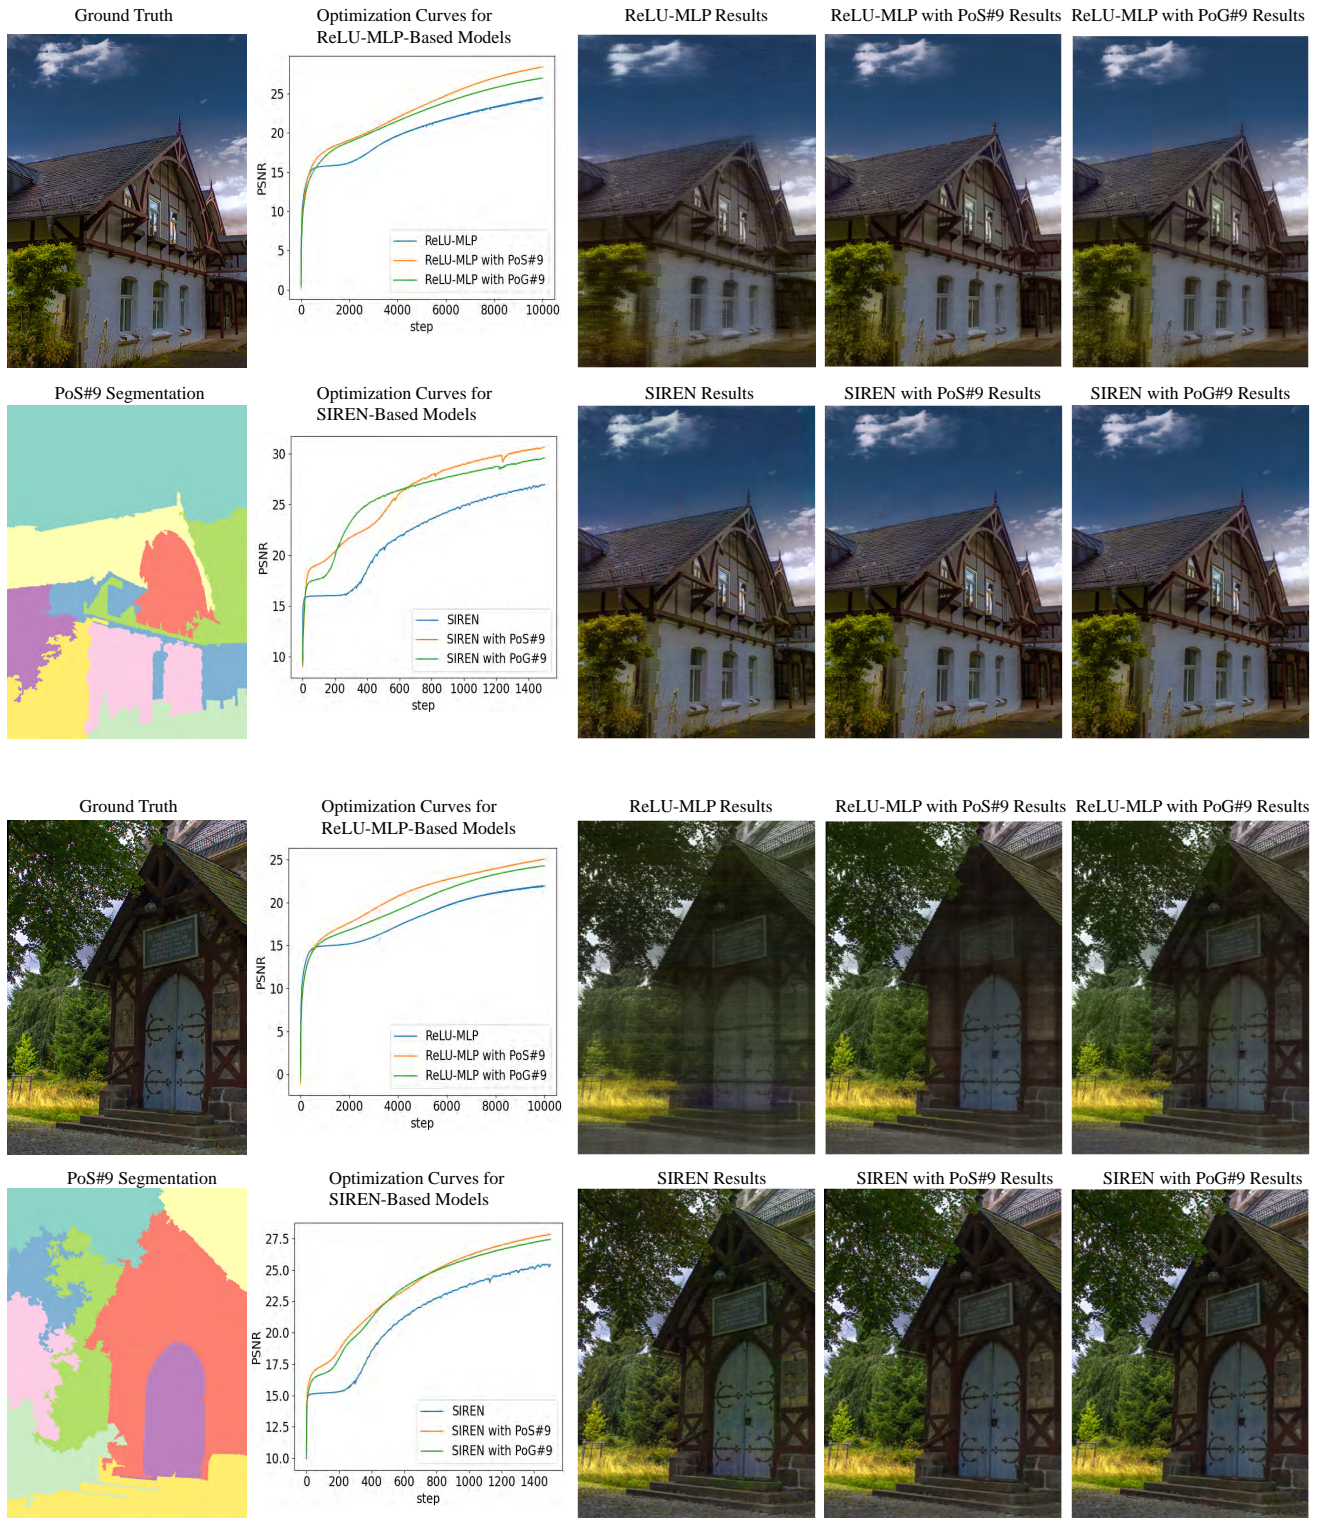 Ground Truth
Optimization Curves for
ReLU-MLP-Based Models
ReLU-MLP Results
ReLU-MLP with PoS#9 Results
ReLU-MLP with PoG#9 Results
PSNR
25
20
15
10
5
0
ReLU-MLP
ReLU-MLP with PoS#9
ReLU-MLP with PoG#9
0 2000 4000 6000 8000 10000
step
PoS#9 Segmentation
Optimization Curves for
SIREN-Based Models
SIREN Results
SIREN with PoS#9 Results
SIREN with PoG#9 Results
PSNR
30
25
20
15
10
SIREN
SIREN with PoS#9
SIREN with PoG#9
0 200 400 600 800 1000 1200 1400
step
Ground Truth
Optimization Curves for
ReLU-MLP-Based Models
ReLU-MLP Results
ReLU-MLP with PoS#9 Results
ReLU-MLP with PoG#9 Results
PSNR
25
20
15
10
5
0
ReLU-MLP
ReLU-MLP with PoS#9
ReLU-MLP with PoG#9
0 2000 4000 6000 8000 10000
step
PoS#9 Segmentation
Optimization Curves for
SIREN-Based Models
SIREN Results
SIREN with PoS#9 Results
SIREN with PoG#9 Results
PSNR
27.5
25.0
22.5
20.0
17.5
15.0
12.5
10.0
SIREN
SIREN with PoS#9
SIREN with PoG#9
0 200 400 600 800 1000 1200 1400
step